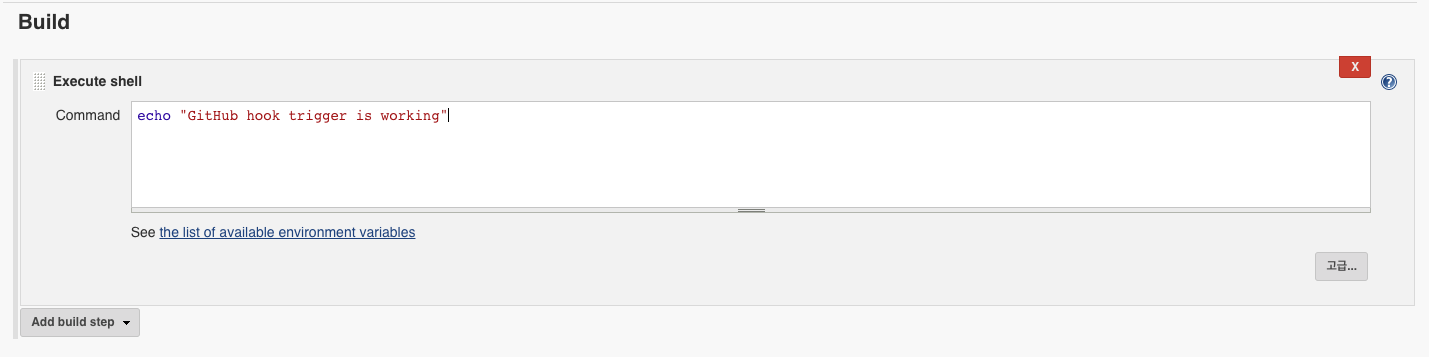 Build
Execute shell
X
?
Command
echo "GitHub hook trigger is working"
See the list of available environment variables
고급...
Add build step